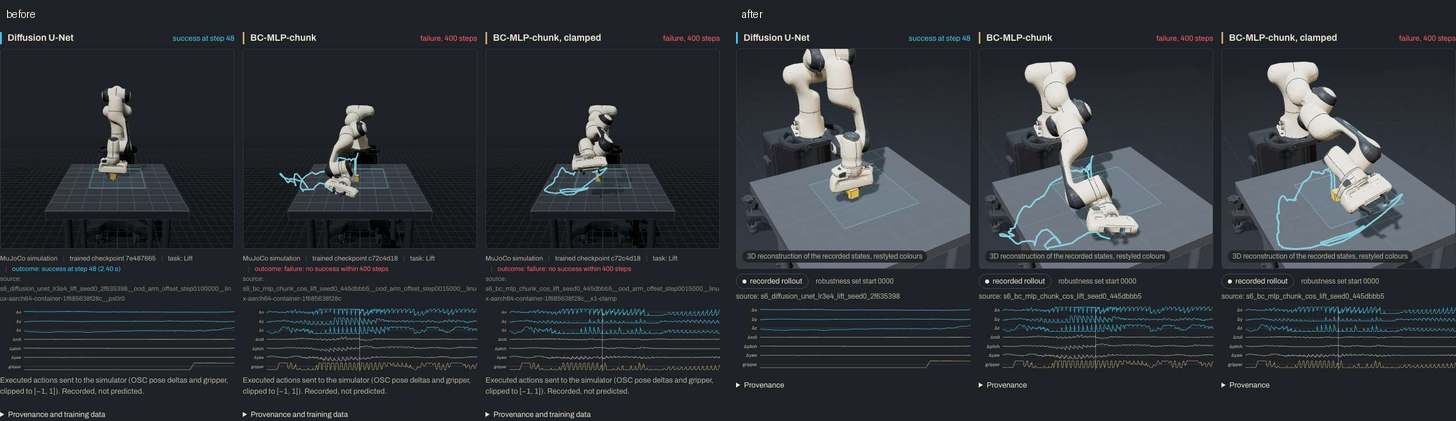 before
after
Diffusion U-Net success at step 48
BC-MLP-chunk failure, 400 steps
BC-MLP-chunk, clamped failure, 400 steps
Diffusion U-Net success at step 48
BC-MLP-chunk failure, 400 steps
BC-MLP-chunk, clamped failure, 400 steps
3D reconstruction of the recorded states, restyled colours
3D reconstruction of the recorded states, restyled colours
3D reconstruction of the recorded states, restyled colours
MuJoCo simulation | trained checkpoint 7e487865 | task: Lift
| outcome: success at step 48 (2.40 s)
source:
MuJoCo simulation | trained checkpoint c72c4d18 | task: Lift
| outcome: failure: no success within 400 steps
source:
MuJoCo simulation | trained checkpoint c72c4d18 | task: Lift
| outcome: failure: no success within 400 steps
source:
recorded rollout robustness set start 0000
source: s6_diffusion_unet_lr3e4_lift_seed0_2f635398
recorded rollout robustness set start 0000
source: s6_bc_mlp_chunk_cos_lift_seed0_445dbbb5
recorded rollout robustness set start 0000
source: s6_bc_mlp_chunk_cos_lift_seed0_445dbbb5
gripper
gripper
gripper
gripper
gripper
gripper
Executed actions sent to the simulator (OSC pose deltas and gripper,
clipped to [−1, 1]). Recorded, not predicted.
Executed actions sent to the simulator (OSC pose deltas and gripper,
clipped to [−1, 1]). Recorded, not predicted.
Executed actions sent to the simulator (OSC pose deltas and gripper,
clipped to [−1, 1]). Recorded, not predicted.
Provenance
Provenance
Provenance
Provenance and training data
Provenance and training data
Provenance and training data